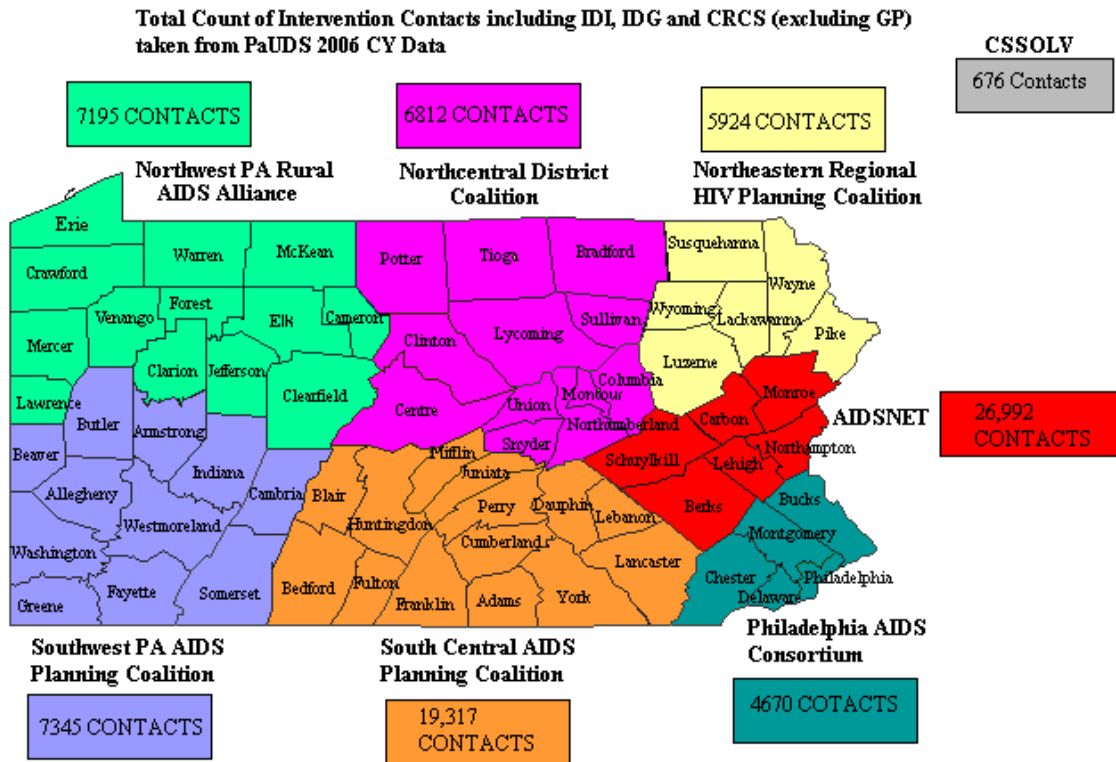 Total Count of Intervention Contacts including IDI, IDG and CRCS (excluding GP)
taken from PaUDS 2006 CY Data
CSSOLV
676 Contacts
7195 CONTACTS
6812 CONTACTS
5924 CONTACTS
Northwest PA Rural
AIDS Alliance
Northcentral District
Coalition
Northeastern Regional
HIV Planning Coalition
Erie
Crawford
Warren
McKean
Venango
Forest
Elk
Cameron
Mercer
Clarion
Jefferson
Clearfield
Lawrence
Potter
Tioga
Bradford
Clinton
Lycoming
Sullivan
Centre
Union
Montour
Columbia
Northumberland
Snyder
Susquehanna
Wayne
Wyoming
Lackawanna
Pike
Luzerne
Monroe
Carbon
Northampton
Schuylkill
Lehigh
Berks
AIDSNET
26,992
CONTACTS
Butler
Armstrong
Beaver
Indiana
Allegheny
Cambria
Westmoreland
Washington
Fayette
Somerset
Greene
Mifflin
Juniata
Blair
Huntingdon
Perry
Dauphin
Lebanon
Cumberland
Lancaster
Bedford
Fulton
Franklin
Adams
York
Bucks
Montgomery
Chester
Philadelphia
Delaware
Southwest PA AIDS
Planning Coalition
South Central AIDS
Planning Coalition
Philadelphia AIDS
Consortium
7345 CONTACTS
19,317
CONTACTS
4670 COTACTS